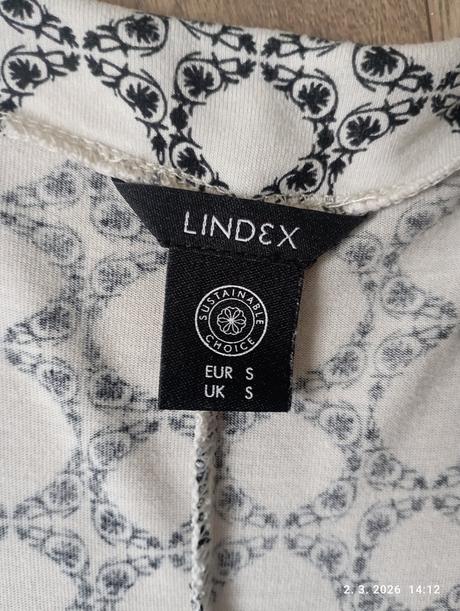 LINDEX
SUSTAINABLE
CHOICE
EUR S
UK S
2. 3. 2026 14:12